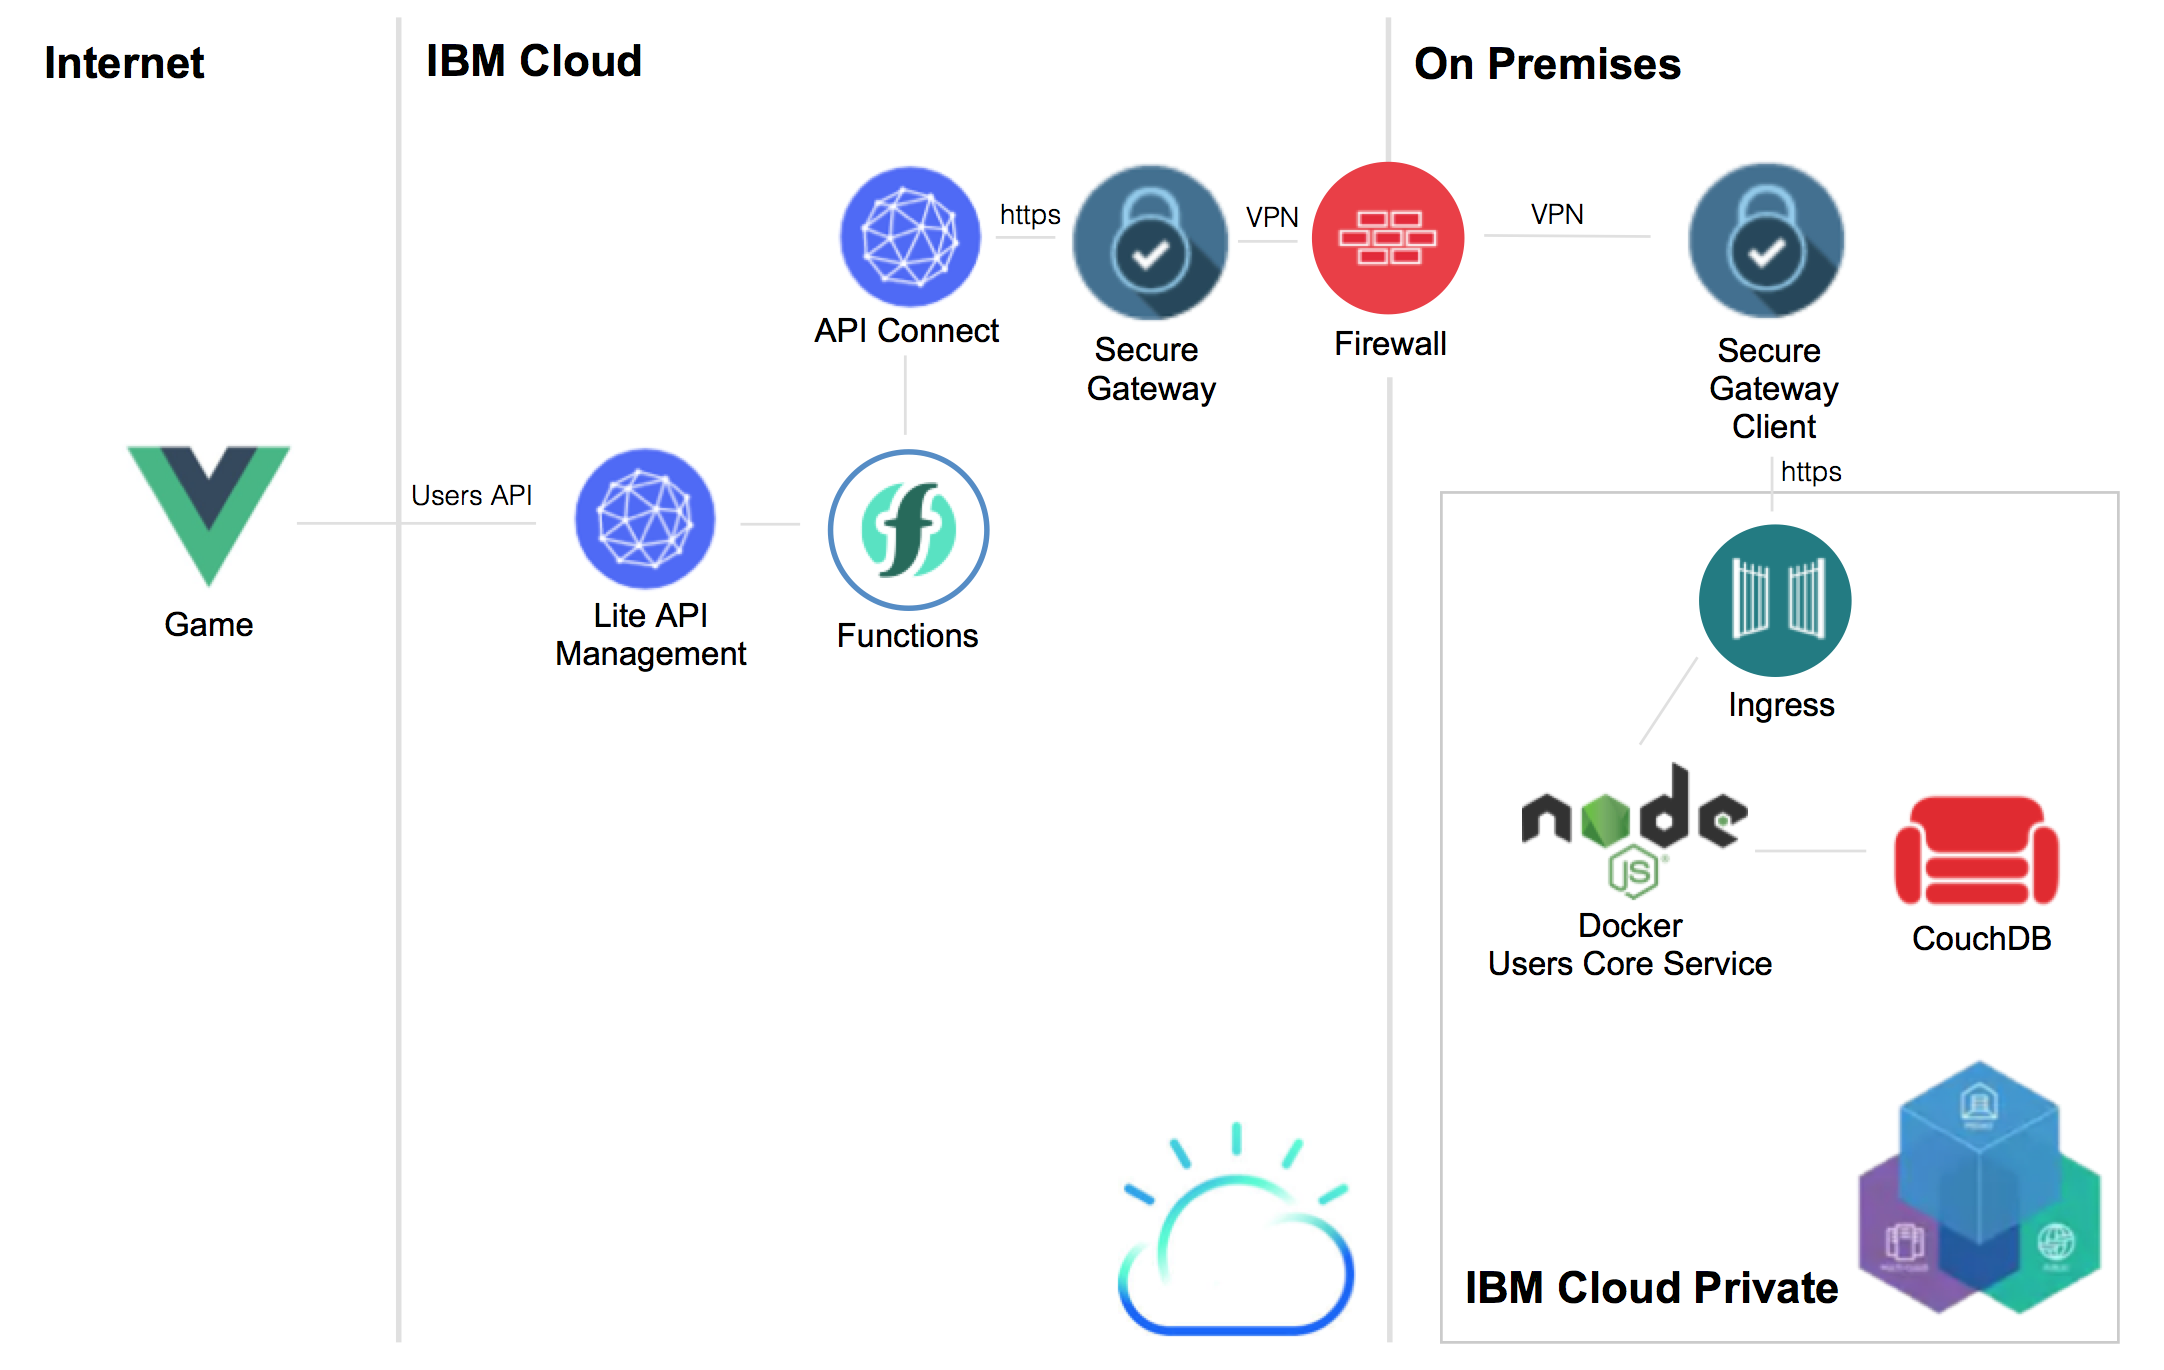 Internet
IBM Cloud
On Premises
https
VPN
VPN
API Connect
Secure
Gateway
Firewall
Secure
Gateway
Client
https
Users API
Game
Lite API
Management
Functions
Ingress
node
JS
Docker
Users Core Service
CouchDB
IBM Cloud Private